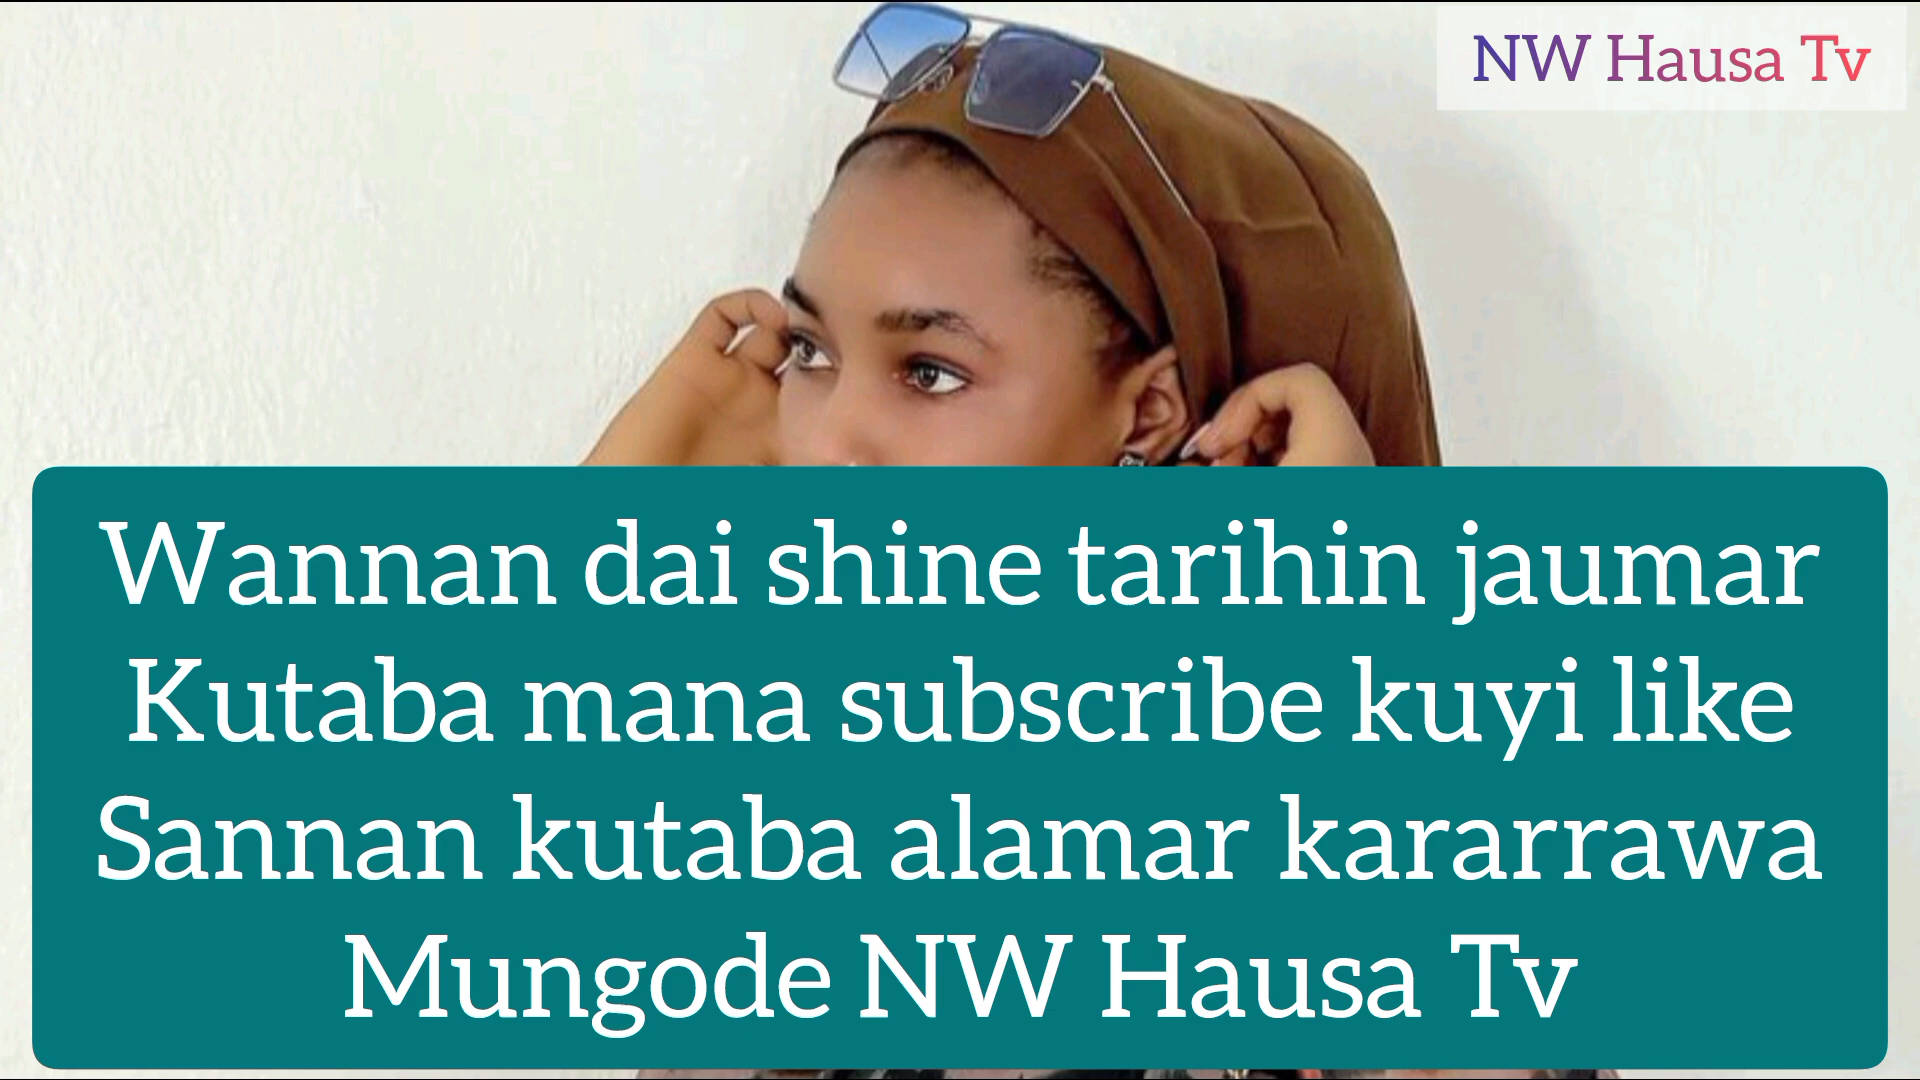 NW Hausa Tv
Wannan dai shine tarihin jaumar
Kutaba mana subscribe kuyi like
Sannan kutaba alamar kararrawa
Mungode NW Hausa Tv